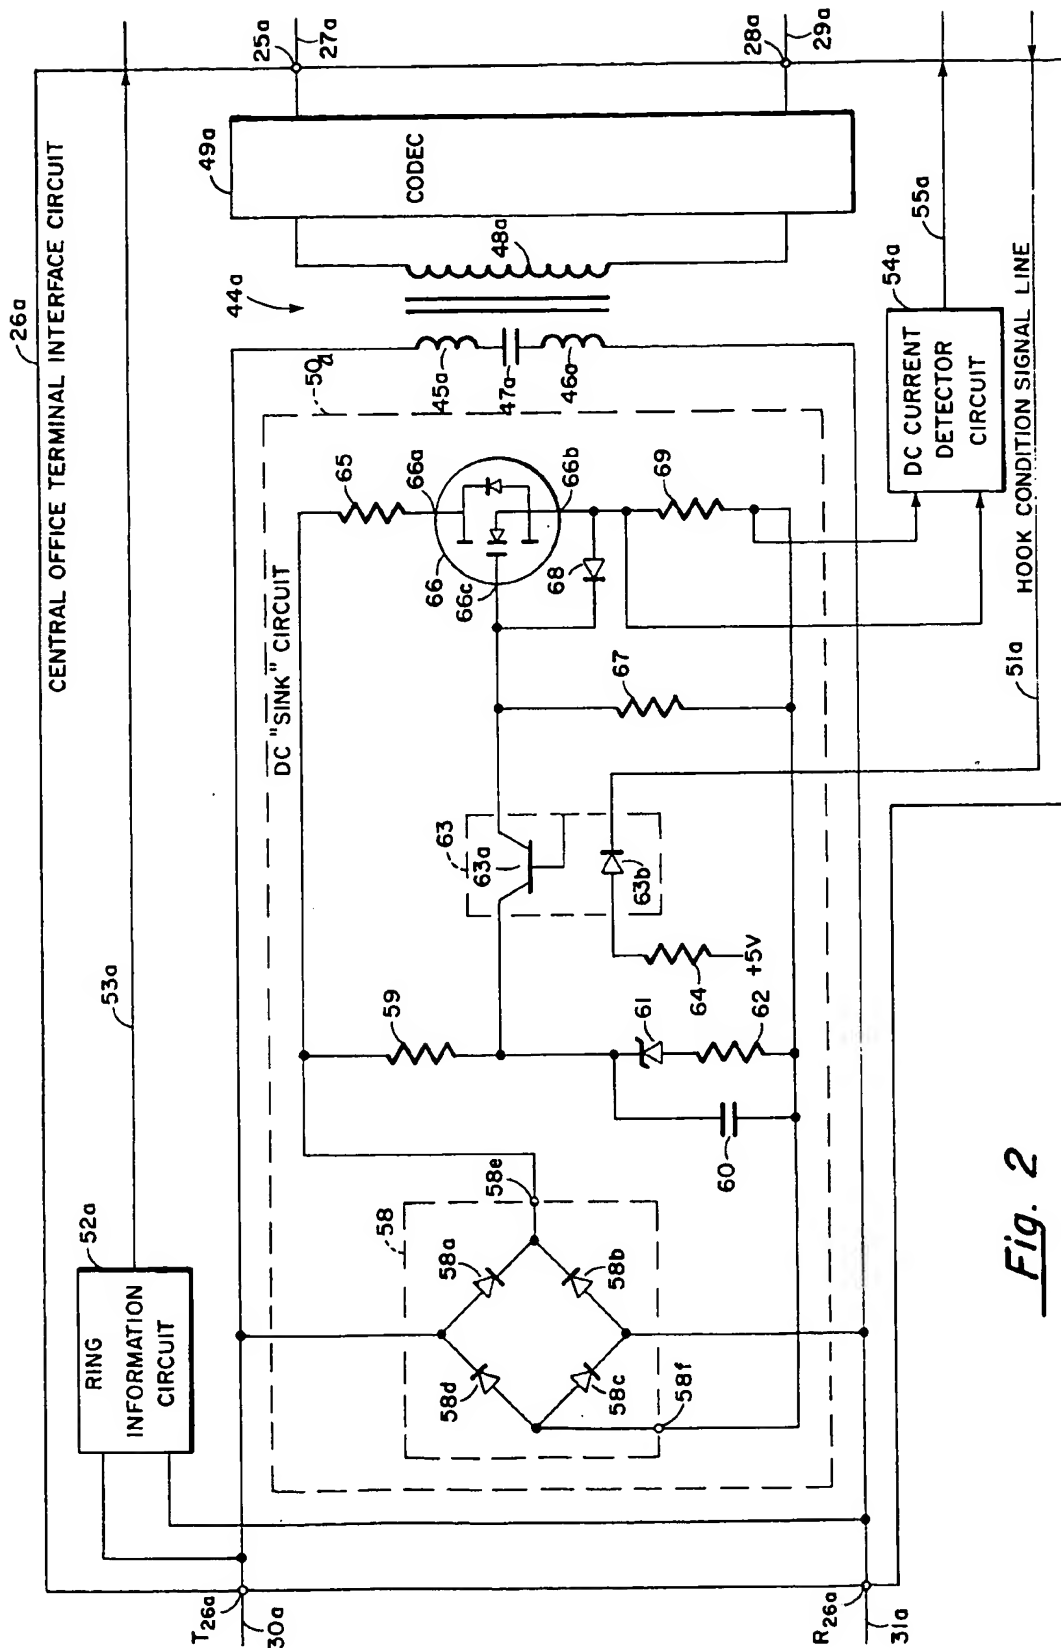 26a
CENTRAL OFFICE TERMINAL INTERFACE CIRCUIT
53a
52a
RING
INFORMATION
CIRCUIT
T26a
30a
25a
27a
49a
CODEC
28a
29a
44a
48a
45a
47a
46a
50a
DC "SINK" CIRCUIT
58
58a
58b
58c
58d
58e
58f
59
60
61
62
63
63a
63b
64
+5V
65
66
66a
66b
66c
67
68
69
54a
DC CURRENT
DETECTOR
CIRCUIT
55a
HOOK CONDITION SIGNAL LINE
51a
R26a
31a
Fig. 2